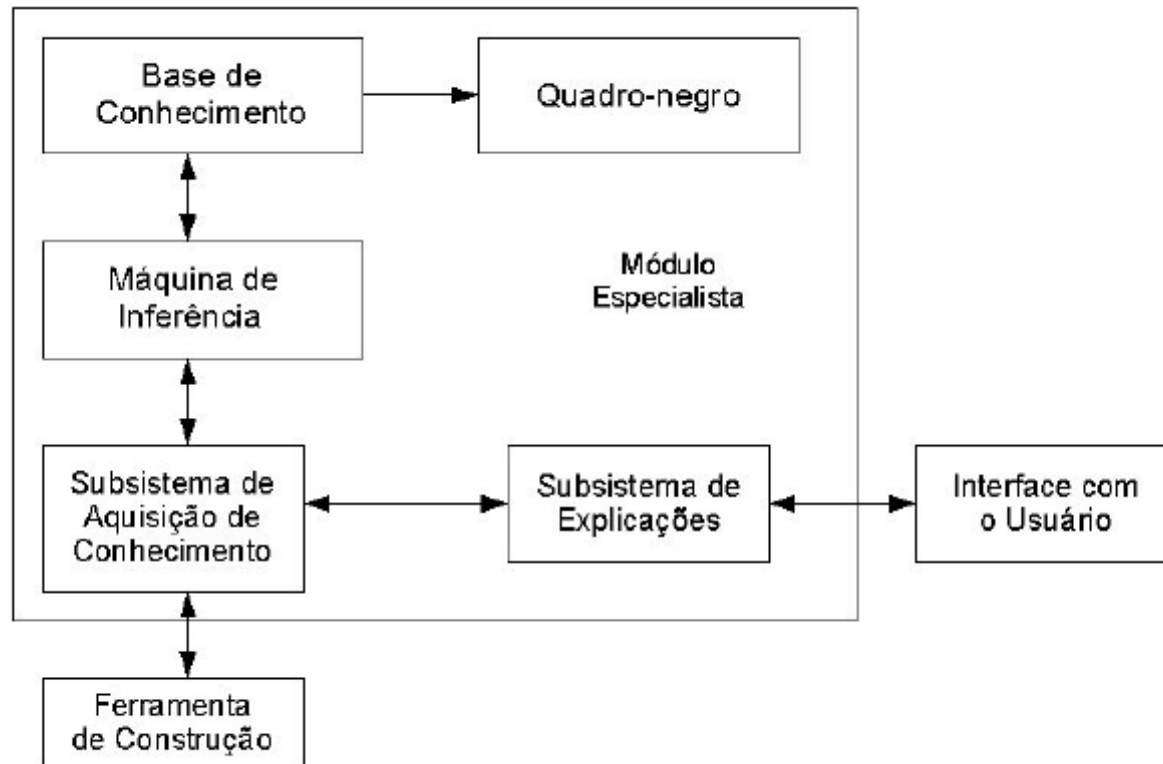 Base de
Conhecimento
Quadro-negro
Máquina de
Inferência
Módulo
Especialista
Subsistema de
Aquisição de
Conhecimento
Subsistema de
Explicações
Interface com
o Usuário
Ferramenta
de Construção